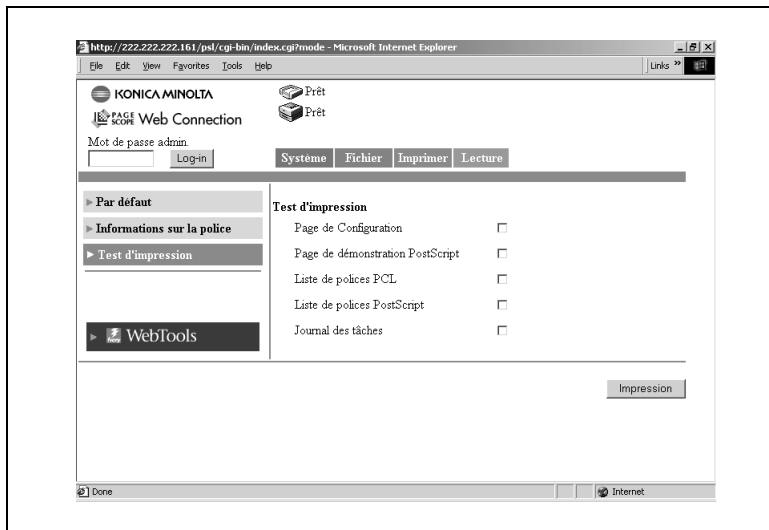 http://222.222.222.161/psl/cgi-bin/index.cgi?mode - Microsoft Internet Explorer
File Edit View Favorites Tools Help Links »
KONICA MINOLTA
Prêt
PAGE SCOPE Web Connection
Prêt
Mot de passe admin.
Log-in
Système Fichier Imprimer Lecture
Par défaut
Test d'impression
Informations sur la police
Page de Configuration
Test d'impression
Page de démonstration PostScript
Liste de polices PCL
Liste de polices PostScript
WebTools
Journal des tâches
Impression
Done Internet